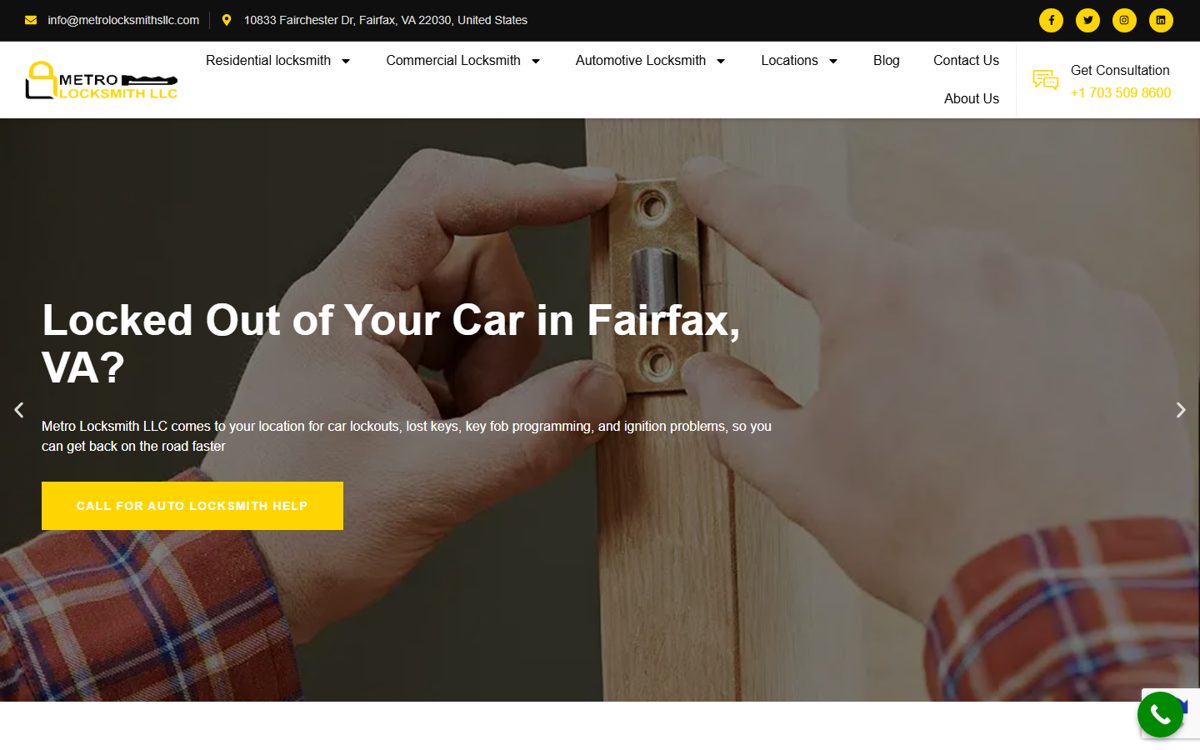 info@metrolocksmithsllc.com
10833 Fairchester Dr, Fairfax, VA 22030, United States
METRO
LOCKSMITH LLC
Residential locksmith
Commercial Locksmith
Automotive Locksmith
Locations
Blog
Contact Us
About Us
Get Consultation
+1 703 509 8600
Locked Out of Your Car in Fairfax,
VA?
Metro Locksmith LLC comes to your location for car lockouts, lost keys, key fob programming, and ignition problems, so you
can get back on the road faster
CALL FOR AUTO LOCKSMITH HELP